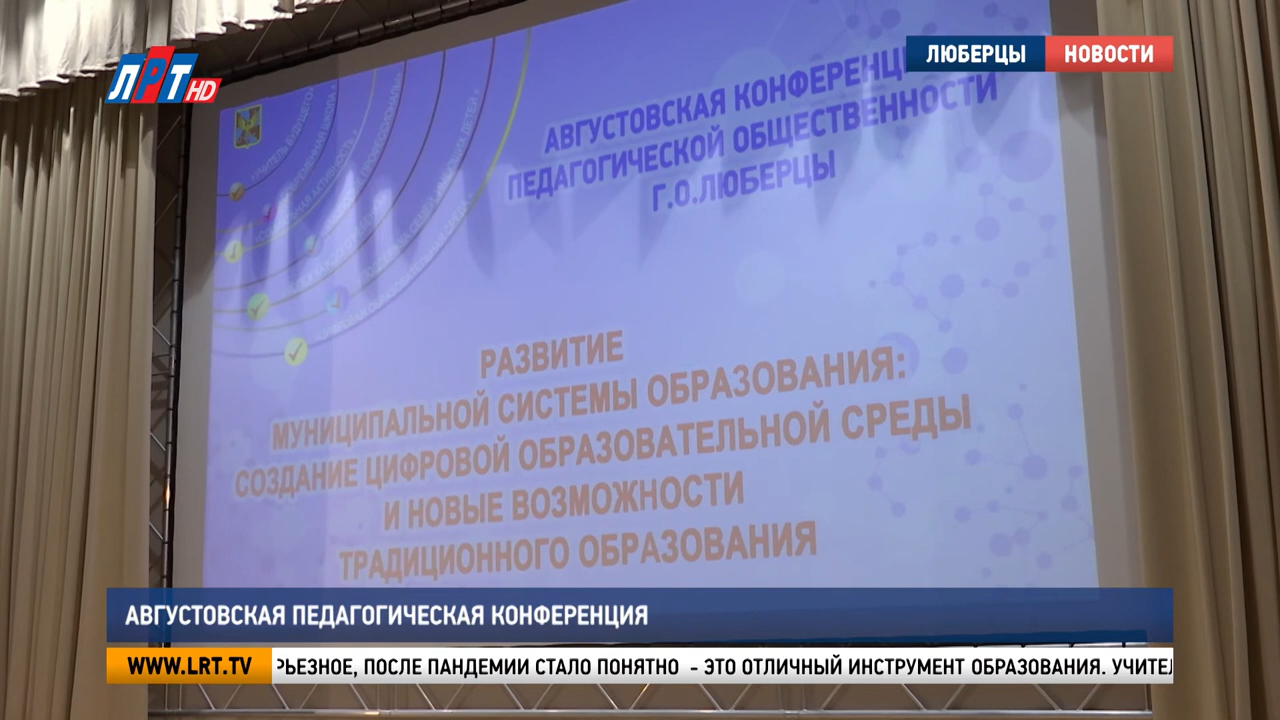 ЛРТ HD
ЛЮБЕРЦЫ НОВОСТИ
АВГУСТОВСКАЯ КОНФЕРЕНЦ
ПЕДАГОГИЧЕСКОЙ ОБЩЕСТВЕННОСТИ
Г.О.ЛЮБЕРЦЫ
РАЗВИТИЕ
МУНИЦИПАЛЬНОЙ СИСТЕМЫ ОБРАЗОВАНИЯ:
СОЗДАНИЕ ЦИФРОВОЙ ОБРАЗОВАТЕЛЬНОЙ СРЕДЫ
И НОВЫЕ ВОЗМОЖНОСТИ
ТРАДИЦИОННОГО ОБРАЗОВАНИЯ
АВГУСТОВСКАЯ ПЕДАГОГИЧЕСКАЯ КОНФЕРЕНЦИЯ
WWW.LRT.TV РЬЕЗНОЕ, ПОСЛЕ ПАНДЕМИИ СТАЛО ПОНЯТНО - ЭТО ОТЛИЧНЫЙ ИНСТРУМЕНТ ОБРАЗОВАНИЯ. УЧИТЕЛ